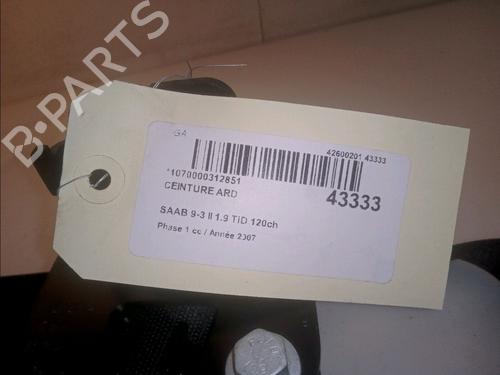 B-PARTS
GA
42600201 43333
*1070000312851
43333
CEINTURE ARD
SAAB 9-3 II 1.9 TID 120ch
Phase 1 cc / Année 2007